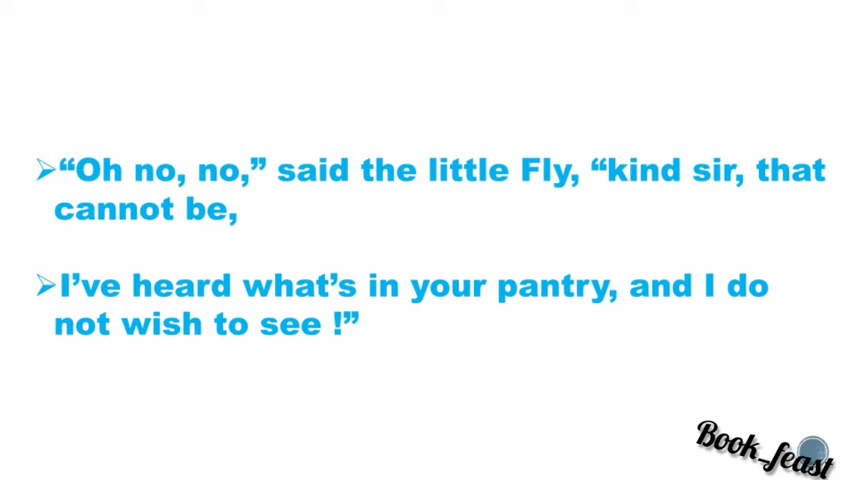 “Oh no, no,” said the little Fly, “kind sir, that
cannot be,
I’ve heard what’s in your pantry, and I do
not wish to see !”
Book_feast